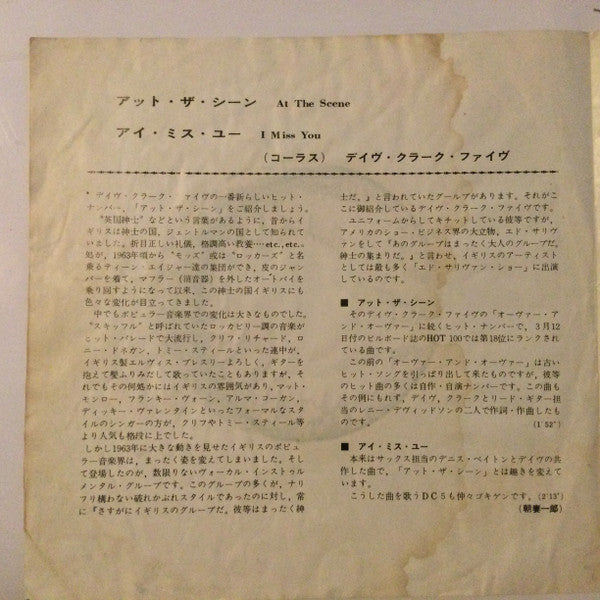 アット・ザ・シーン At The Scene
アイ・ミス・ユー I Miss You
(コーラス) デイヴ・クラーク・ファイヴ
* デイヴ・クラーク・ ファイヴの一番新らしいヒット・
ナンバー、「アット・ザ・シーン」をご紹介しましょう。
"英国紳士"などという言葉があるように、昔からイ
ギリスは紳士の国、ジェントルマンの国として知られて
いました。折目正しい礼儀、格調高い教養…etc., etc.
処が、1963年頃から"モッズ"或は"ロッカーズ"と名
乗るティーン・エイジャー達の集団ができ、皮のジャン
バーを着て、マフラー(消音器)を外したオートバイを
乗り回すようになって以来、この紳士の国イギリスにも
色々な変化が目立ってきました。
中でもポピュラー音楽界での変化は大きなものでした。
"スキッフル"と呼ばれていたロッカビリー調の音楽が
ヒット・パレードで大流行し、クリフ・リチャード、ロ
ニー・ドネガン、トミー・スティールといった連中が、
イギリス製エルヴィス・プレスリーよろしく、ギターを
抱えて髪ふりみだして歌っていたこともありますが、そ
れでもその何処かにはイギリスの雰囲気があり、マット・
モンロー、フランキー・ヴォーン、アルマ・コーガン、
ディッキー・ヴァレンタインといったフォーマルなスタ
イルのシンガーの方が、クリフやトミー・スティール等
より人気も格段に上でした。
しかし1963年に大きな動きを見せたイギリスのポピュ
ラー音楽界は、まったく姿を変えてしまいました。そし
て登場したのが、数限りないヴォーカル・インストゥル
メンタル・グループです。このグループの多くが、ナリ
フリ構わない破れかぶれスタイルであったのに対し、常
に『さすがにイギリスのグループだ。彼等はまったく紳
士だ。』と言われていたグループがあります。それがこ
こに御紹介しているデイヴ・クラーク・ファイヴです。
ユニフォームからしてキチットしている彼等ですが、
アメリカのショー・ビジネス界の大立物、エド・サリヴ
ァンをして『あのグループはまったく大人のグループだ。
紳士の集まりだ。』と言わせ、イギリスのアーティスト
としては最も多く「エド・サリヴァン・ショー」に出演
しているのです。
■ アット・ザ・シーン
そのデイヴ・クラーク・ファイヴの「オーヴァー・ア
ンド・オーヴァー」に続くヒット・ナンバーで、3月12
日付のビルボード誌のHOT 100では第18位にランクされ
ている曲です。
この前の「オーヴァー・アンド・オーヴァー」は古い
ヒット・ソングを引っぱり出して来たものですが、彼等
のヒット曲の多くは自作・自演ナンバーです。この曲も
その例にもれず、デイヴ、クラークとリード・ギター担
当のレニー・デヴィッドソンの二人で作詞・作曲したも
のです。 (1'52")
■ アイ・ミス・ユー
本来はサックス担当のデニス・ペイトンとデイヴの共
作した曲で、「アット・ザ・シーン」とは趣きを変えて
います。
こうした曲を歌うDC5も仲々ゴキゲンです。(2'13")
(朝妻一郎)